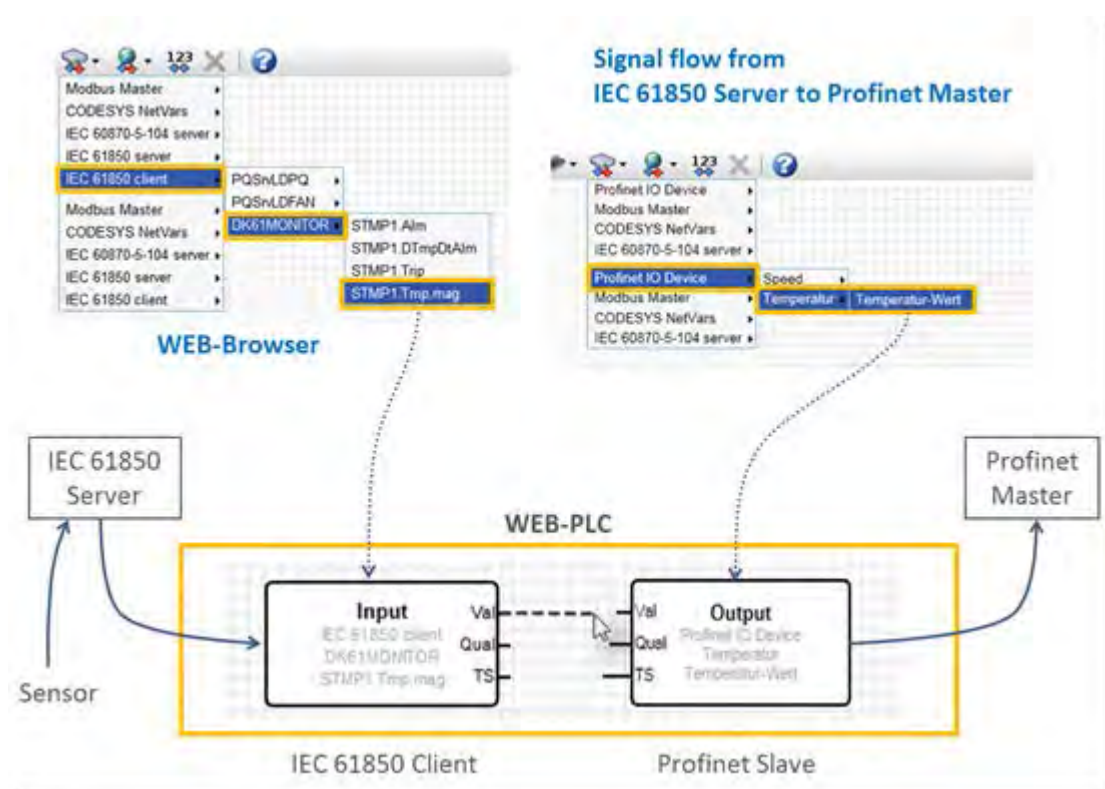 123
Modbus Master
CODESYS NetVars
IEC 60870-5-104 server
IEC 61850 server
IEC 61850 client
Modbus Master
CODESYS NetVars
IEC 60870-5-104 server
IEC 61850 server
IEC 61850 client
PQSrvLDPQ
PQSrvLDFAN
DK61MONITOR
STMP1.Alm
STMP1.DTmpDtAlm
STMP1.Trip
STMP1.Tmp.mag
WEB-Browser
Signal flow from
IEC 61850 Server to Profinet Master
123
Profinet IO Device
Modbus Master
CODESYS NetVars
IEC 60870-5-104 server
Profinet IO Device
Modbus Master
CODESYS NetVars
IEC 60870-5-104 server
Speed
Temperatur
Temperatur-Wert
IEC 61850
Server
Sensor
WEB-PLC
Input
IEC 61850 client
DK61MONITOR
STMP1.Tmp.mag
Val
Qual
TS
Val
Qual
TS
Output
Profinet IO Device
Temperatur
Temperatur-Wert
Profinet
Master
IEC 61850 Client
Profinet Slave